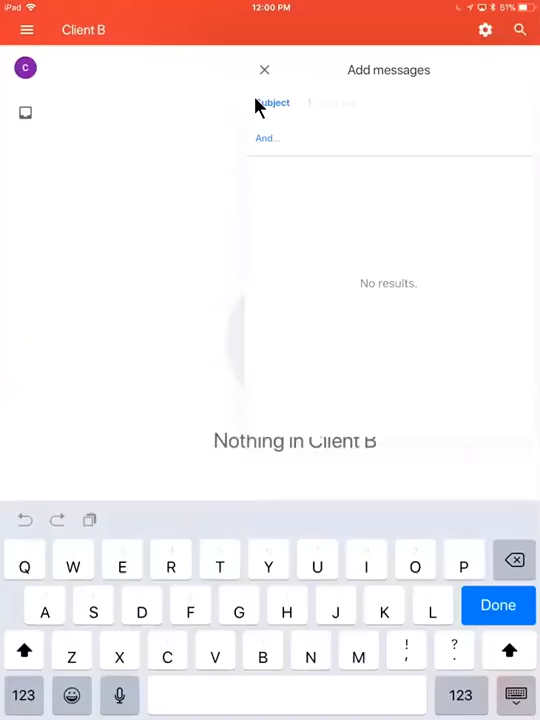 iPad 12:00 PM 51%
Client B
C
Add messages
Subject
And...
No results.
Nothing in Client B
Q W E R T Y U I O P
A S D F G H J K L Done
Z X C V B N M ! , ? .
123 123